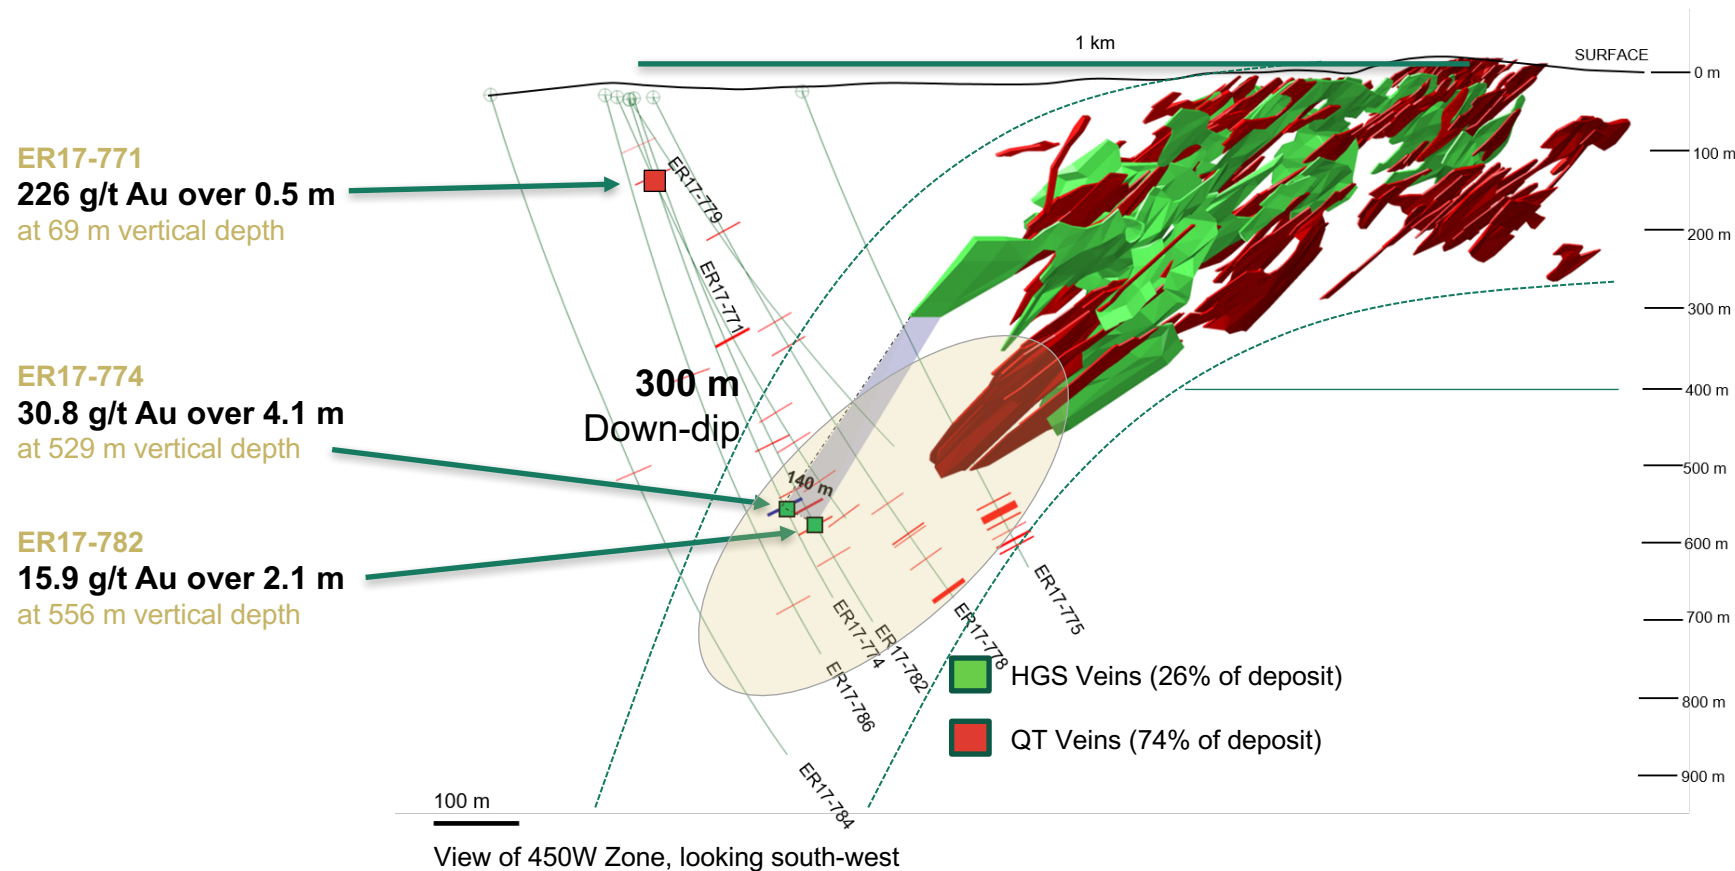 1 km
SURFACE
0 m
100 m
200 m
300 m
400 m
500 m
600 m
700 m
800 m
900 m
ER17-771
226 g/t Au over 0.5 m
at 69 m vertical depth
ER17-774
30.8 g/t Au over 4.1 m
at 529 m vertical depth
ER17-782
15.9 g/t Au over 2.1 m
at 556 m vertical depth
ER17-779
ER17-771
300 m
Down-dip
140 m
ER17-775
ER17-778
ER17-774
ER17-782
ER17-786
ER17-784
HGS Veins (26% of deposit)
QT Veins (74% of deposit)
100 m
View of 450W Zone, looking south-west